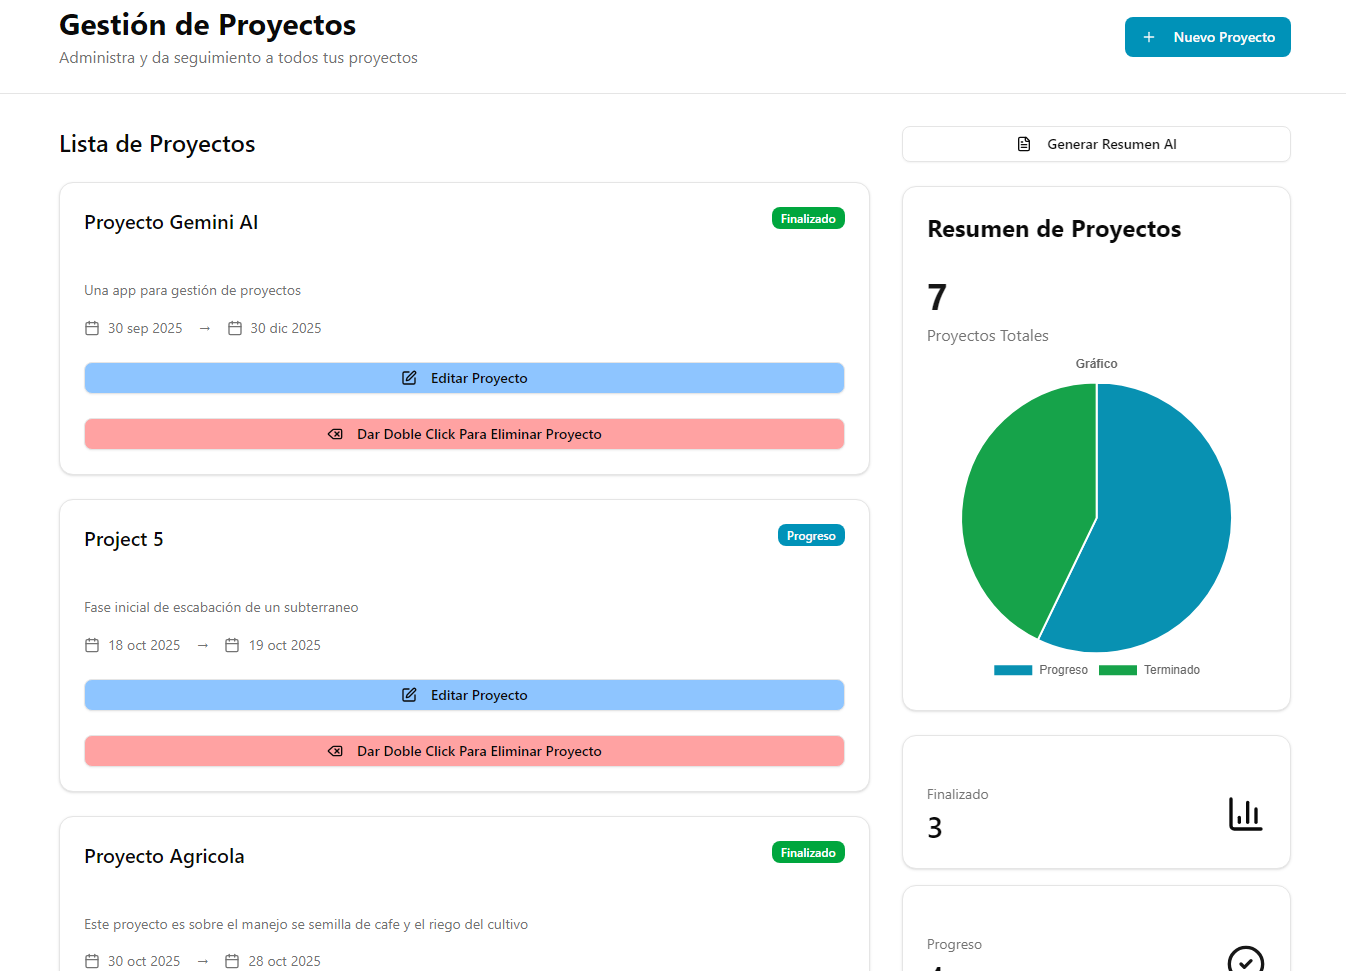 Gestión de Proyectos
Administra y da seguimiento a todos tus proyectos
Nuevo Proyecto
Lista de Proyectos
Proyecto Gemini AI
Finalizado
Una app para gestión de proyectos
30 sep 2025 → 30 dic 2025
Editar Proyecto
Dar Doble Click Para Eliminar Proyecto
Project 5
Progreso
Fase inicial de escabación de un subterraneo
18 oct 2025 → 19 oct 2025
Editar Proyecto
Dar Doble Click Para Eliminar Proyecto
Proyecto Agricola
Finalizado
Este proyecto es sobre el manejo se semilla de cafe y el riego del cultivo
30 oct 2025 → 28 oct 2025
Generar Resumen AI
Resumen de Proyectos
7
Proyectos Totales
Gráfico
Progreso Terminado
Finalizado
3
Progreso